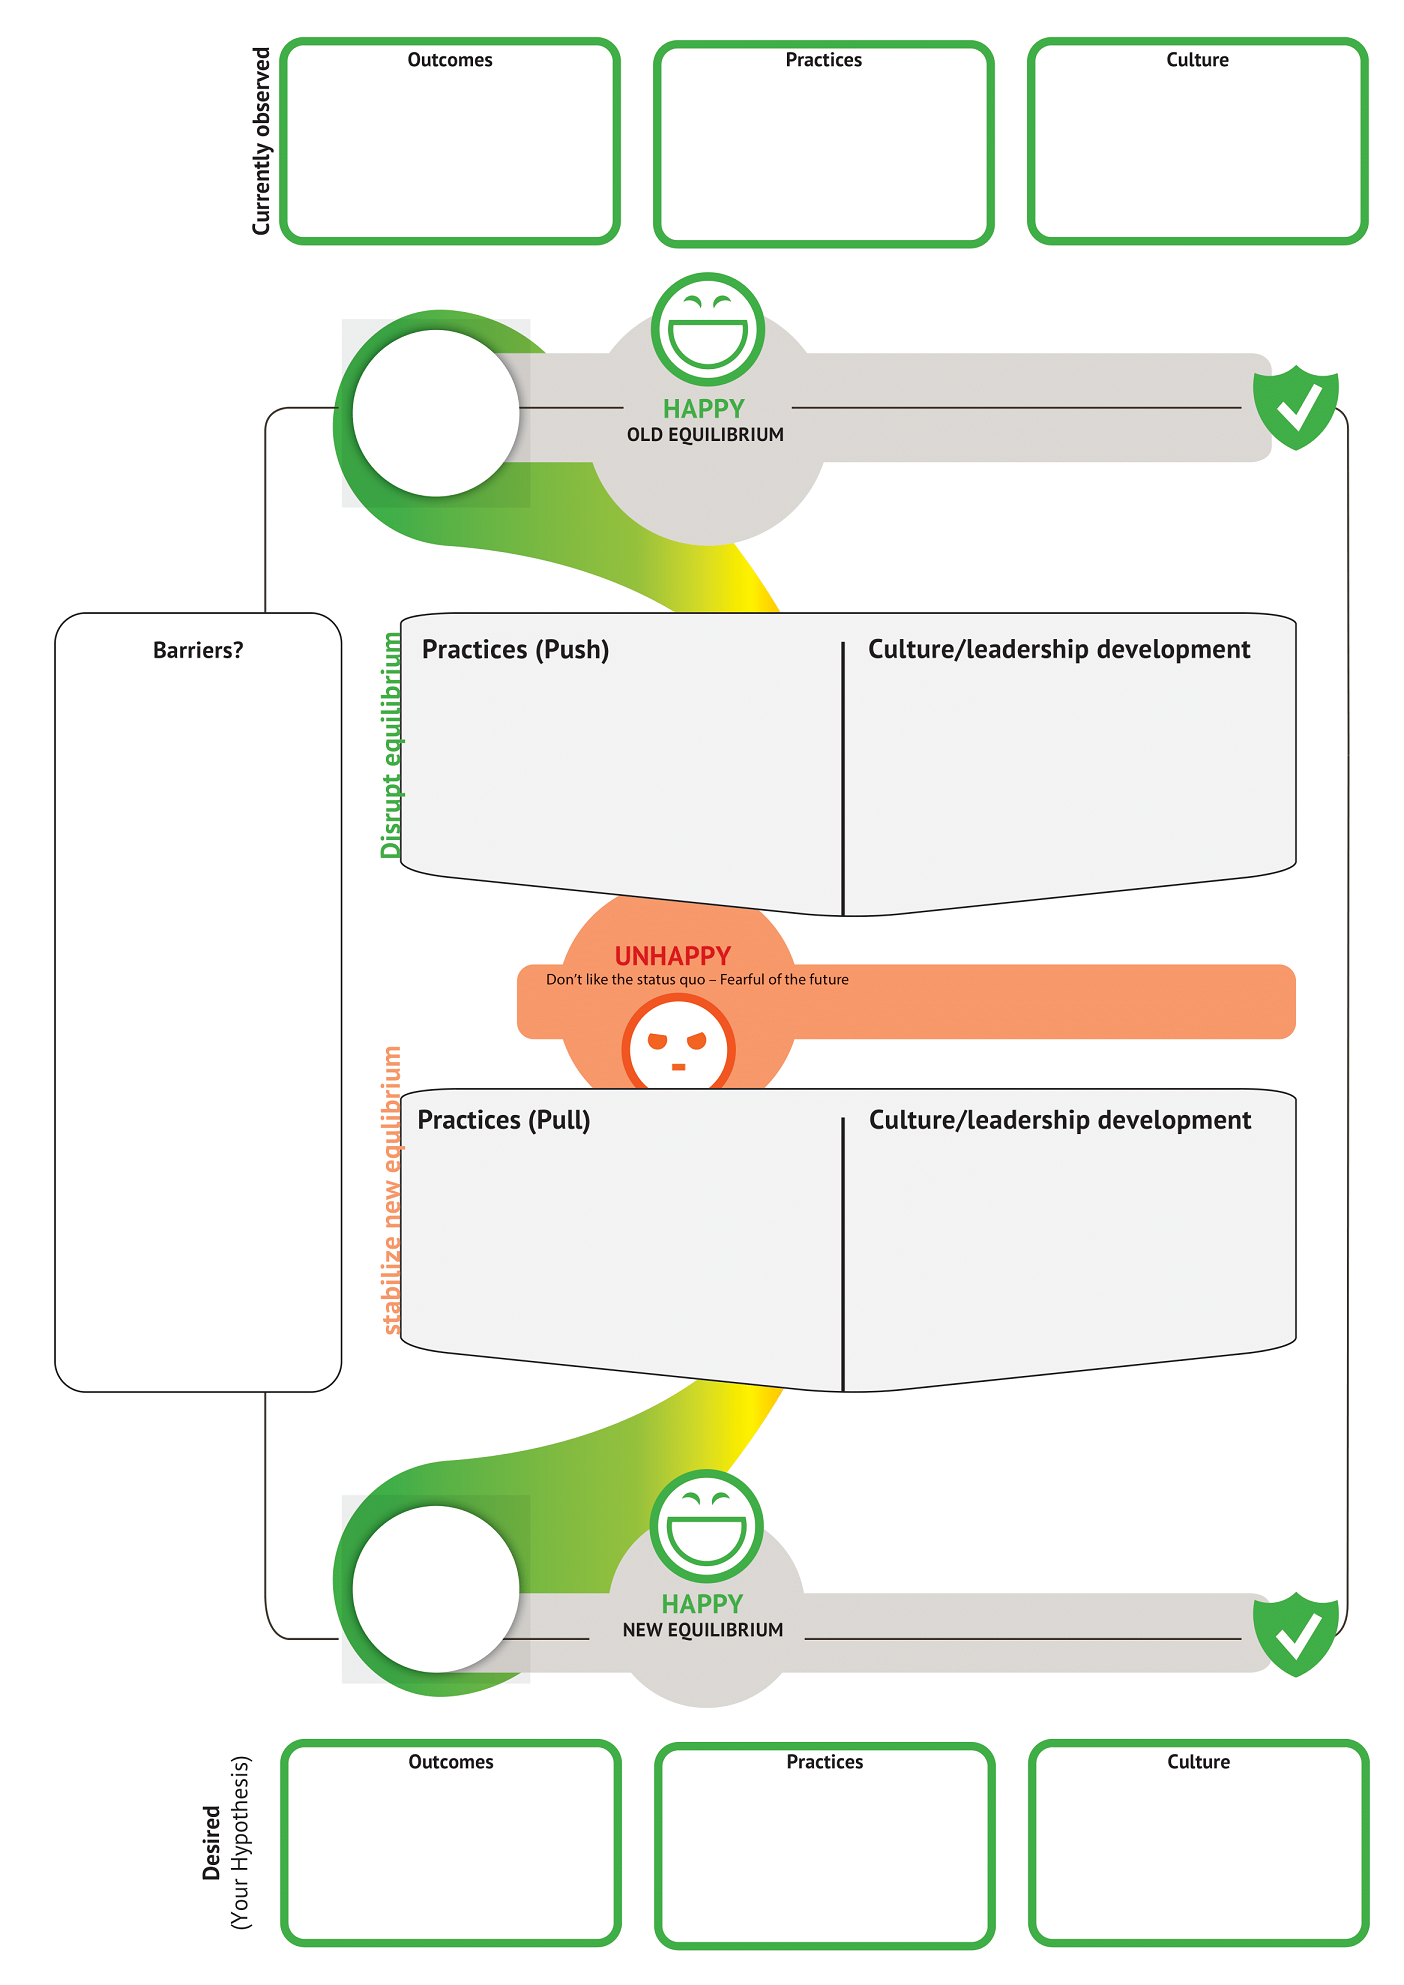 Currently observed
Outcomes
Practices
Culture
HAPPY
OLD EQUILIBRIUM
Barriers?
Disrupt equilibrium
Practices (Push)
Culture/leadership development
UNHAPPY
Don't like the status quo – Fearful of the future
stabilize new equlibrium
Practices (Pull)
Culture/leadership development
HAPPY
NEW EQUILIBRIUM
Desired
(Your Hypothesis)
Outcomes
Practices
Culture